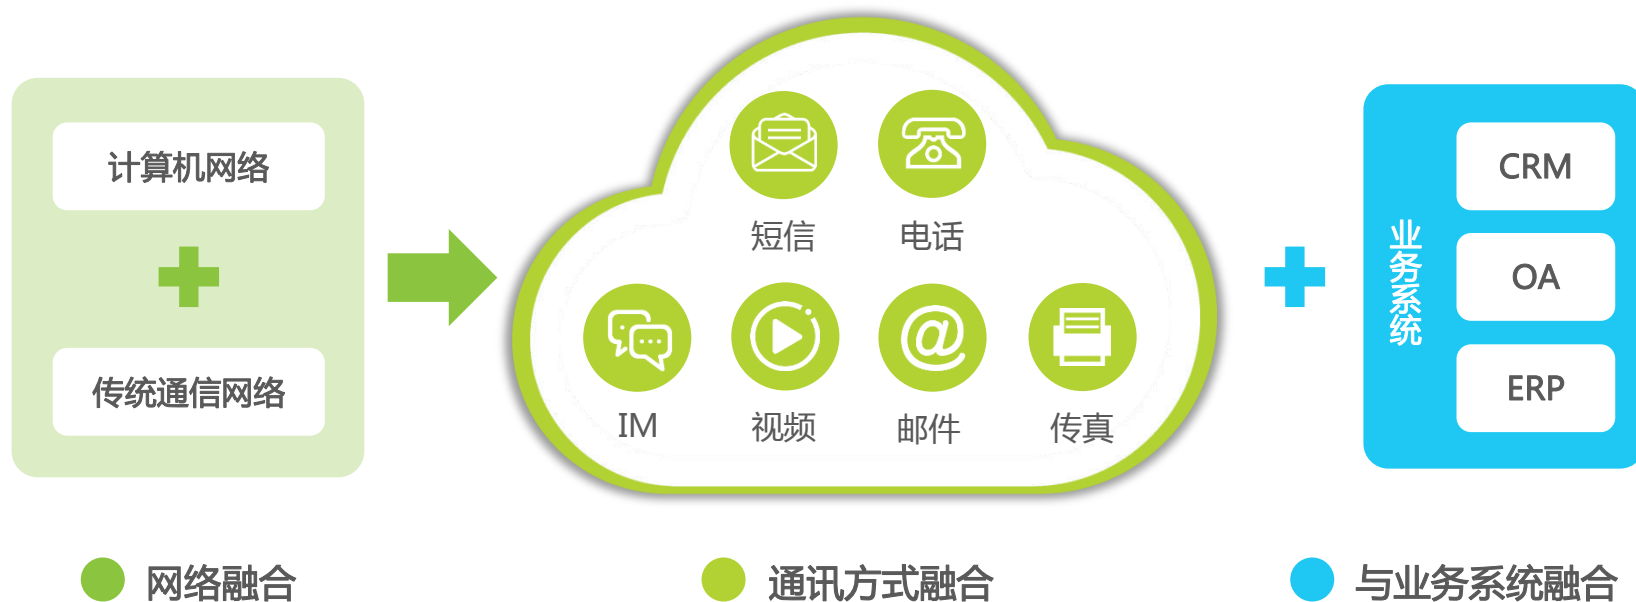 计算机网络
传统通信网络
短信
电话
IM
视频
邮件
传真
业务系统
CRM
OA
ERP
网络融合
通讯方式融合
与业务系统融合